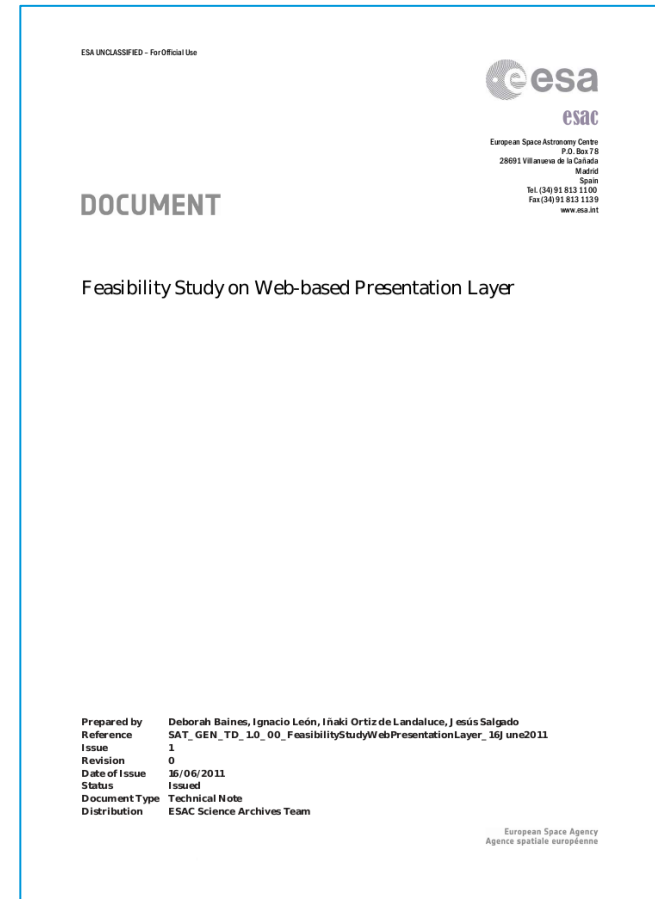 ESA UNCLASSIFIED – For Official Use
esa
esac
European Space Astronomy Centre
P.O. Box 78
28691 Villanueva de la Cañada
Madrid
Spain
Tel. (34) 91 813 1100
Fax (34) 91 813 1139
www.esa.int
DOCUMENT
Feasibility Study on Web-based Presentation Layer
Prepared by Deborah Baines, Ignacio León, Iñaki Ortiz de Landaluce, Jesús Salgado
Reference SAT_GEN_TD_1.0_00_FeasibilityStudyWebPresentationLayer_16June2011
Issue 1
Revision 0
Date of Issue 16/06/2011
Status Issued
Document Type Technical Note
Distribution ESAC Science Archives Team
European Space Agency
Agence spatiale européenne